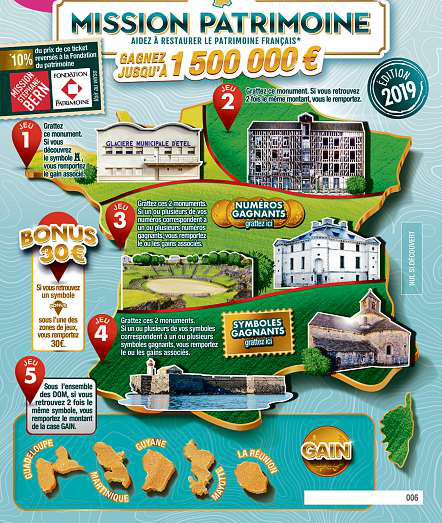 MISSION PATRIMOINE
AIDEZ À RESTAURER LE PATRIMOINE FRANÇAIS*
GAGNEZ
JUSQU'À 1 500 000 €
10%
du prix de ce ticket
reversés à la Fondation
du patrimoine
MISSION
STÉPHANE
BERN
FONDATION
PATRIMOINE
ÉDITION
2019
JEU
1
Grattez
ce monument.
Si vous
découvrez
le symbole
vous remportez
le gain associé.
GLACIERE MUNICIPALE D'ETEL
JEU
2
Grattez ce monument. Si vous retrouvez
2 fois le même montant, vous le remportez.
JEU
3
Grattez ces 2 monuments.
Si un ou plusieurs de vos
numéros correspondent à
un ou plusieurs numéros
gagnants, vous remportez
le ou les gains associés.
NUMÉROS
GAGNANTS
grattez ici
BONUS
30€
Si vous retrouvez
un symbole
sous l'une des
zones de jeux,
vous remportez
30€.
NUL SI DÉCOUVERT
JEU
4
Grattez ces 2 monuments.
Si un ou plusieurs de vos symboles
correspondent à un ou plusieurs
symboles gagnants, vous remportez
le ou les gains associés.
SYMBOLES
GAGNANTS
grattez ici
JEU
5
Sous l'ensemble
des DOM, si vous
retrouvez 2 fois le
même symbole, vous
remportez le montant
de la case GAIN.
GUADELOUPE
MARTINIQUE
GUYANE
MAYOTTE
LA RÉUNION
GAIN
006